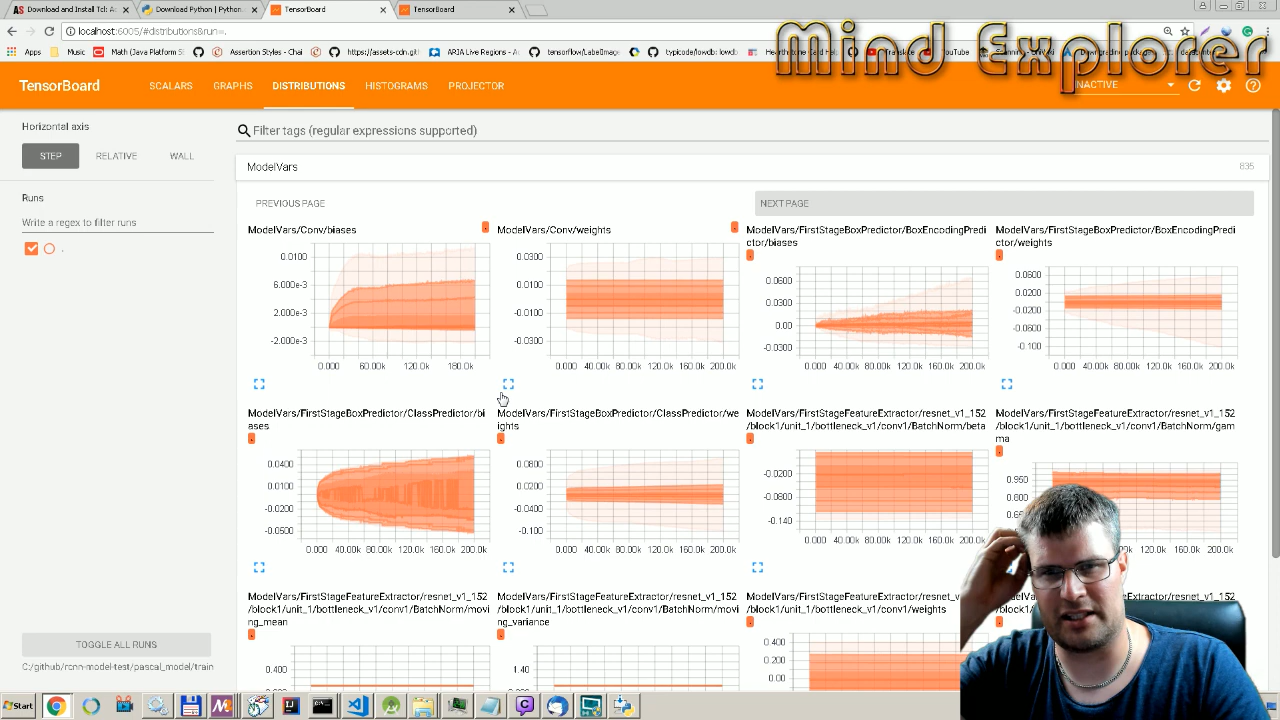 Download and Install Tcl:
Download Python | Python.
TensorBoard
TensorBoard
localhost:6005/#distributions&run=.
Apps
Music
Math (Java Platform S
Assertion Styles - Chai
https://assets-cdn.gith
ARIA Live Regions - A
tensorflow/LabelImage
typicode/lowdb: lowd
Mind Explorer
TensorBoard
SCALARS
GRAPHS
DISTRIBUTIONS
HISTOGRAMS
PROJECTOR
INACTIVE
Horizontal axis
STEP
RELATIVE
WALL
Runs
Write a regex to filter runs
.
TOGGLE ALL RUNS
C:/github/rcnn-model-test/pascal_model/train
Filter tags (regular expressions supported)
ModelVars
835
PREVIOUS PAGE
NEXT PAGE
ModelVars/Conv/biases
0.0100
6.000e-3
2.000e-3
-2.000e-3
0.000 60.00k 120.0k 180.0k
ModelVars/Conv/weights
0.0300
0.0100
-0.0100
-0.0300
0.000 40.00k 80.00k 120.0k 160.0k 200.0k
ModelVars/FirstStageBoxPredictor/BoxEncodingPredi
ctor/biases
0.0600
0.0300
0.00
-0.0300
0.000 40.00k 80.00k 120.0k 160.0k 200.0k
ModelVars/FirstStageBoxPredictor/BoxEncodingPredi
ctor/weights
0.0600
0.0200
-0.0200
-0.0600
-0.100
0.000 40.00k 80.00k 120.0k 160.0k 200.0k
ModelVars/FirstStageBoxPredictor/ClassPredictor/bi
ases
0.0400
0.0100
-0.0200
-0.0500
0.000 40.00k 80.00k 120.0k 160.0k 200.0k
ModelVars/FirstStageBoxPredictor/ClassPredictor/we
ights
0.0800
0.0200
-0.0400
-0.100
0.000 40.00k 80.00k 120.0k 160.0k 200.0k
ModelVars/FirstStageFeatureExtractor/resnet_v1_152
/block1/unit_1/bottleneck_v1/conv1/BatchNorm/beta
-0.0200
-0.0800
-0.140
0.000 40.00k 80.00k 120.0k 160.0k 200.0k
ModelVars/FirstStageFeatureExtractor/resnet_v1_152
/block1/unit_1/bottleneck_v1/conv1/BatchNorm/gam
ma
0.950
0.800
200.0k
ModelVars/FirstStageFeatureExtractor/resnet_v1_152
/block1/unit_1/bottleneck_v1/conv1/BatchNorm/movi
ng_mean
0.400
ModelVars/FirstStageFeatureExtractor/resnet_v1_152
/block1/unit_1/bottleneck_v1/conv1/BatchNorm/movi
ng_variance
1.40
ModelVars/FirstStageFeatureExtractor/resnet_v
/block1/unit_1/bottleneck_v1/conv1/weights
0.400
0.200
0.00
Start